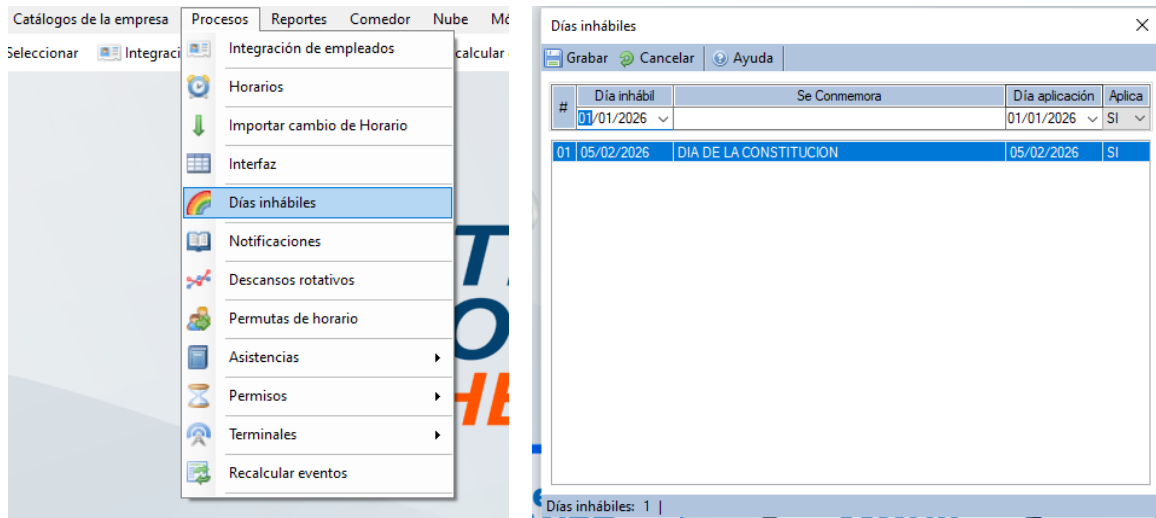 Catálogos de la empresa Procesos Reportes Comedor Nube Mó
Seleccionar Integraci calcular
Integración de empleados
Horarios
Importar cambio de Horario
Interfaz
Días inhábiles
Notificaciones
Descansos rotativos
Permutas de horario
Asistencias
Permisos
Terminales
Recalcular eventos
Días inhábiles
Grabar Cancelar Ayuda
# Día inhábil Se Conmemora Día aplicación Aplica
01/01/2026 01/01/2026 SI
01 05/02/2026 DIA DE LA CONSTITUCION 05/02/2026 SI
Días inhábiles: 1 |